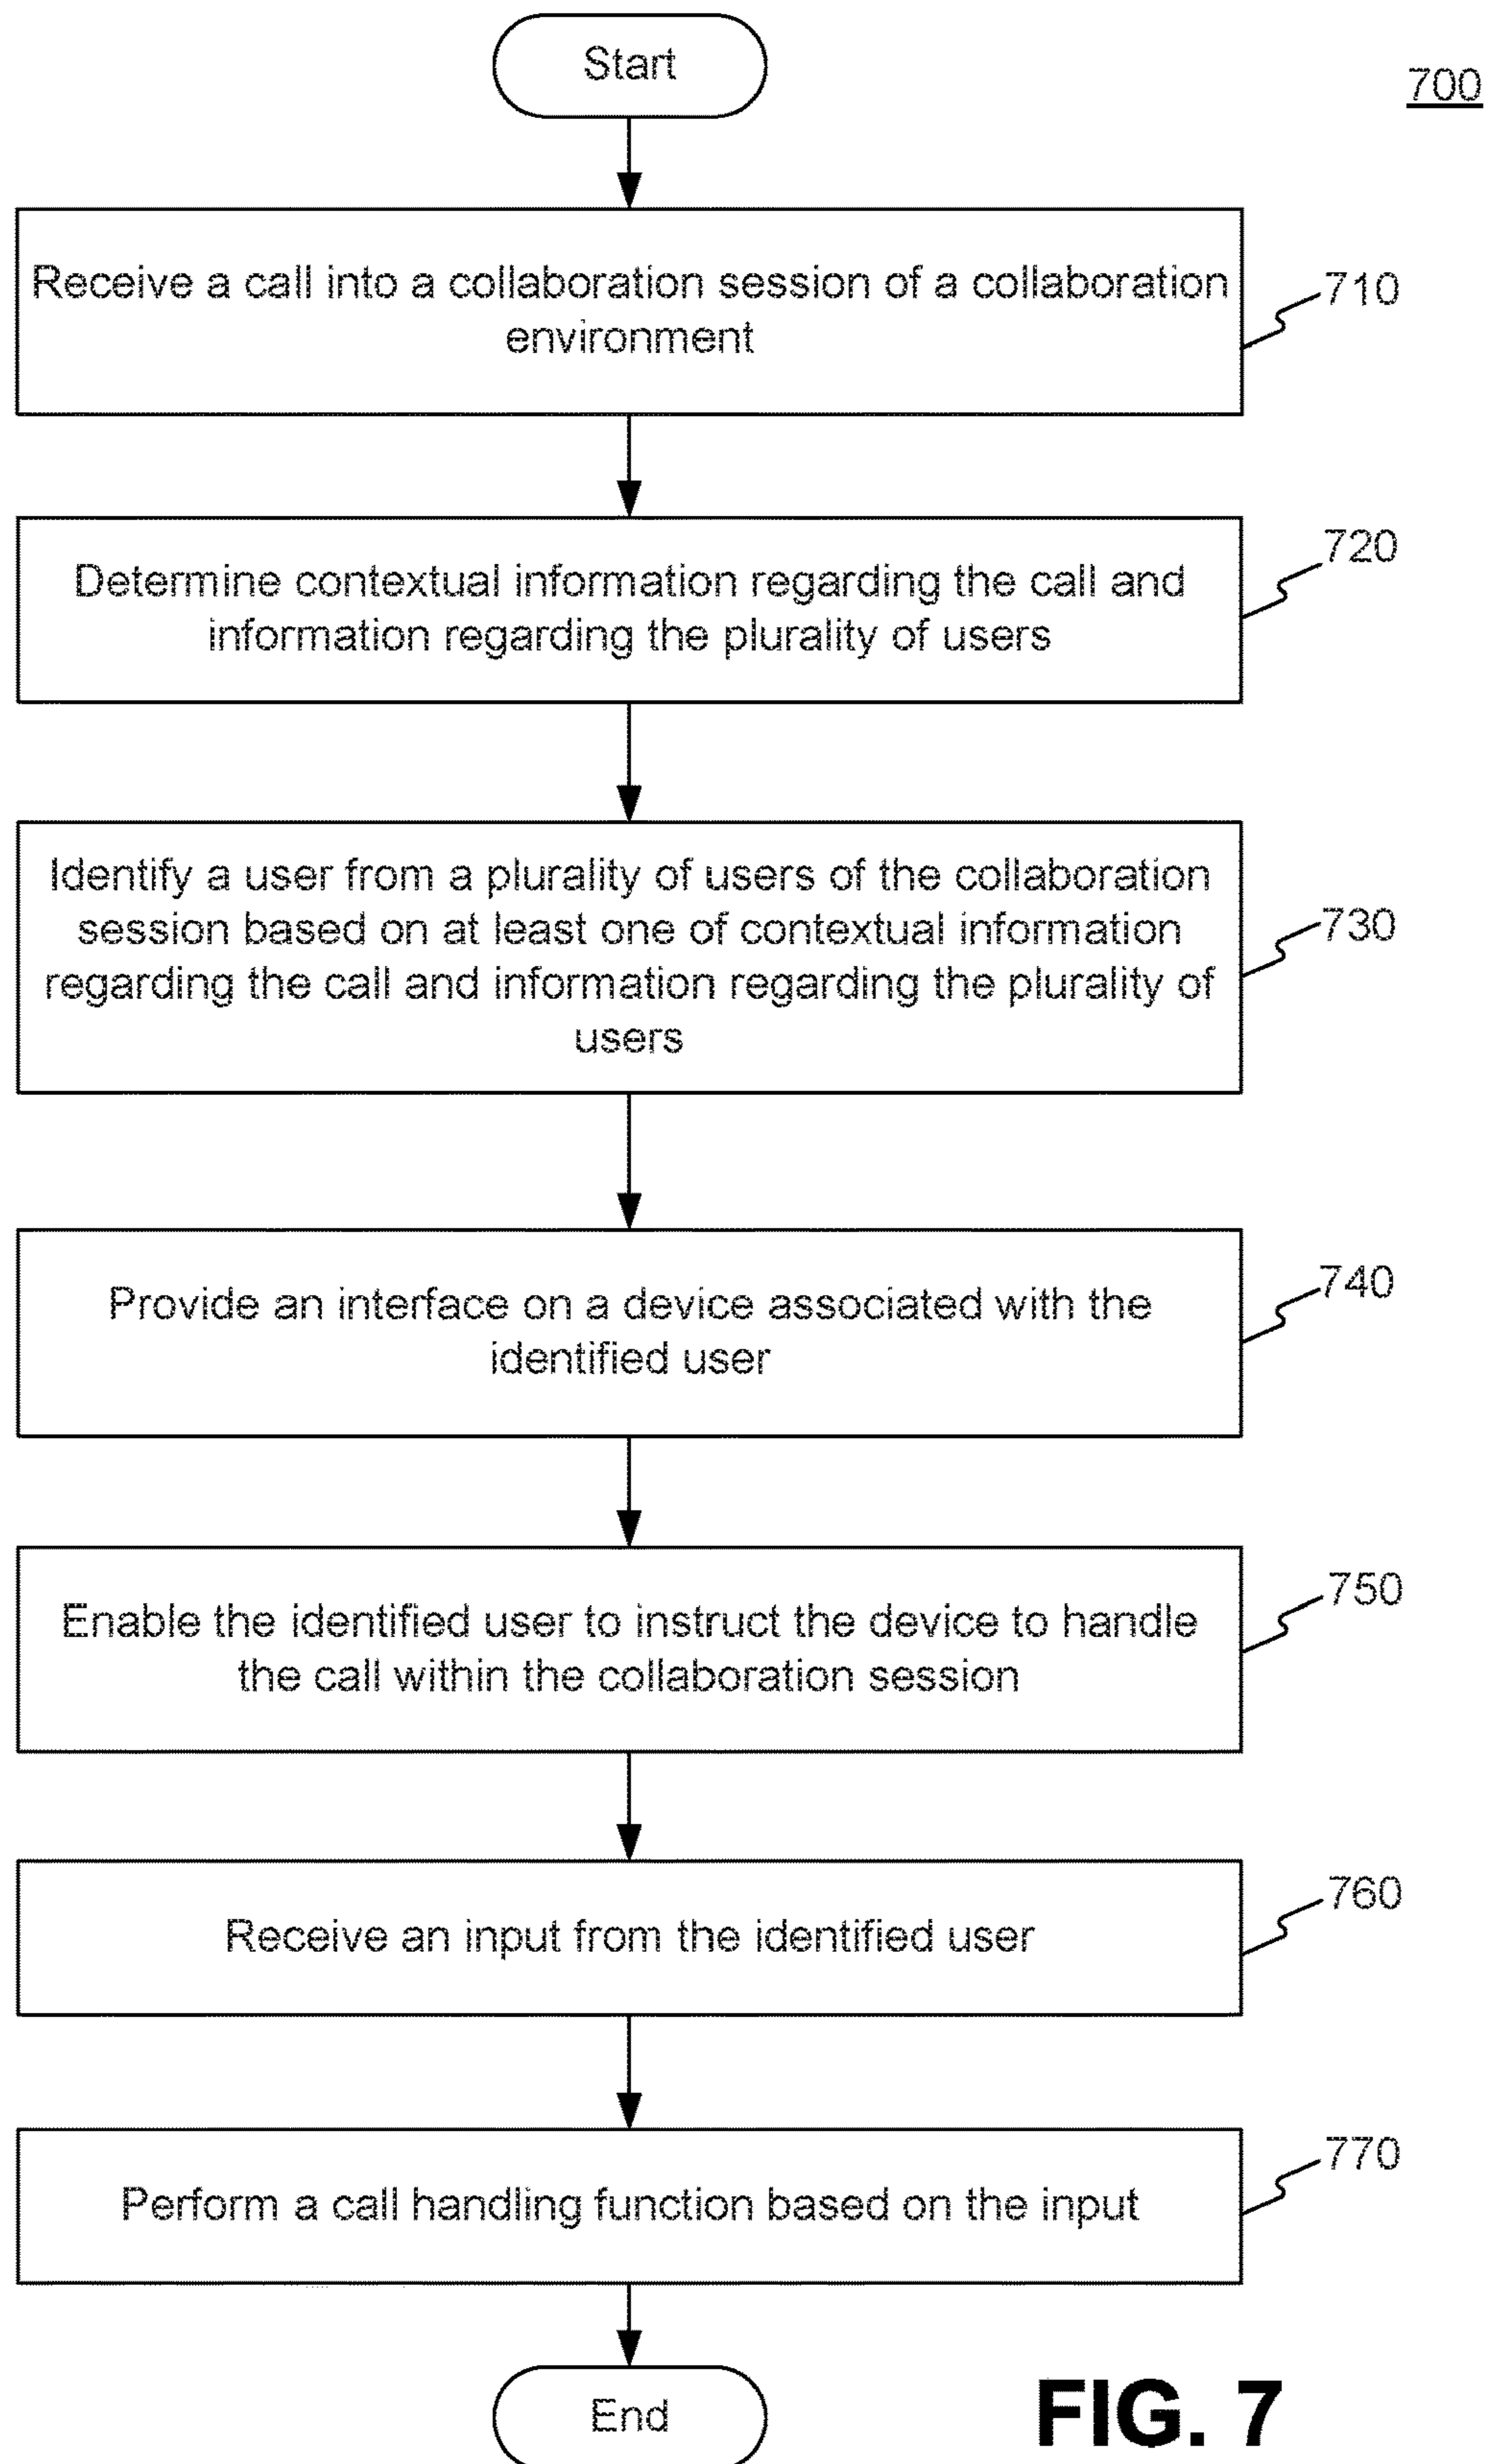 Start
700
Receive a call into a collaboration session of a collaboration
environment
710
Determine contextual information regarding the call and
information regarding the plurality of users
720
Identify a user from a plurality of users of the collaboration
session based on at least one of contextual information
regarding the call and information regarding the plurality of
users
730
Provide an interface on a device associated with the
identified user
740
Enable the identified user to instruct the device to handle
the call within the collaboration session
750
Receive an input from the identified user
760
Perform a call handling function based on the input
770
End
FIG. 7